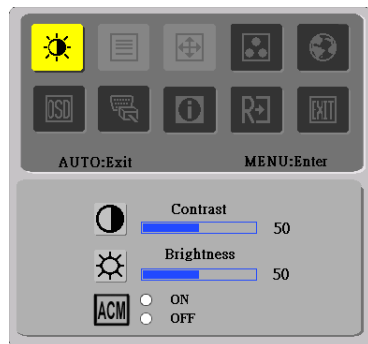 OSD R EXIT
AUTO:Exit MENU:Enter
Contrast
50
Brightness
50
ACM ON
OFF